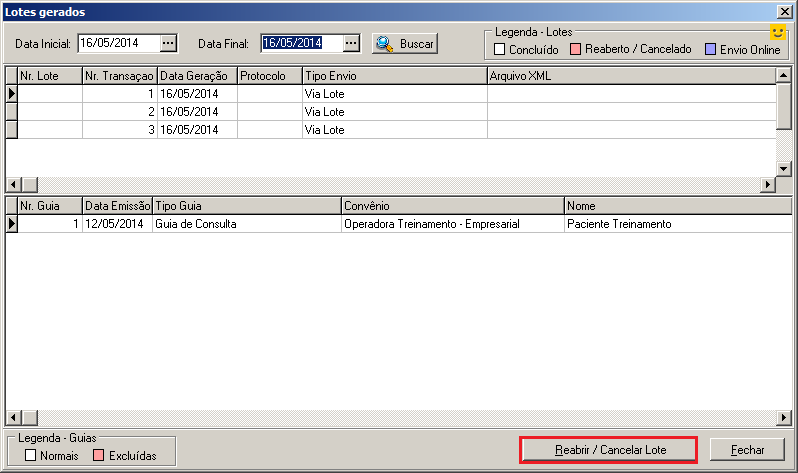 Lotes gerados
Data Inicial: 16/05/2014 ... Data Final: 16/05/2014 ... Buscar
Legenda - Lotes
Concluído Reaberto / Cancelado Envio Online
Nr. Lote Nr. Transaçao Data Geração Protocolo Tipo Envio Arquivo XML
1 16/05/2014 Via Lote
2 16/05/2014 Via Lote
3 16/05/2014 Via Lote
Nr. Guia Data Emissão Tipo Guia Convênio Nome
1 12/05/2014 Guia de Consulta Operadora Treinamento - Empresarial Paciente Treinamento
Legenda - Guias
Normais Excluídas
Reabrir / Cancelar Lote Fechar